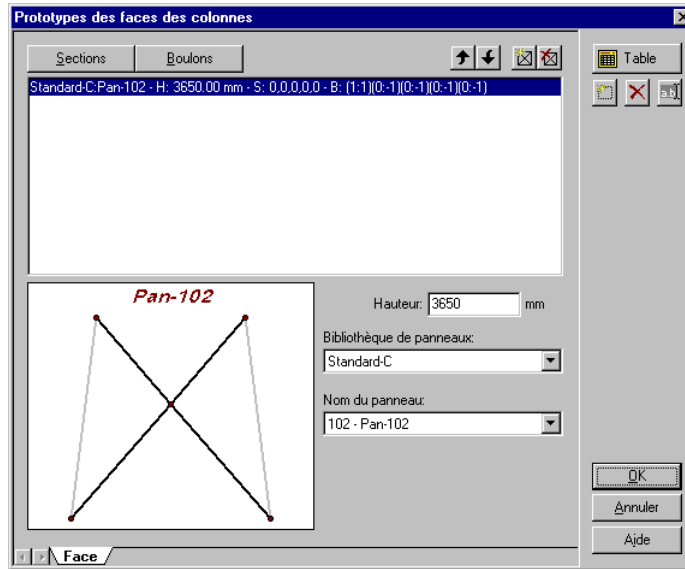 Prototypes des faces des colonnes
Sections Boulons
Table
Standard-C:Pan-102 - H: 3650.00 mm - S: 0,0,0,0,0 - B: (1:1)(0:-1)(0:-1)(0:-1)(0:-1)
a.b
Pan-102
Hauteur: 3650 mm
Bibliothèque de panneaux:
Standard-C
Nom du panneau:
102 - Pan-102
OK
Annuler
Aide
Face